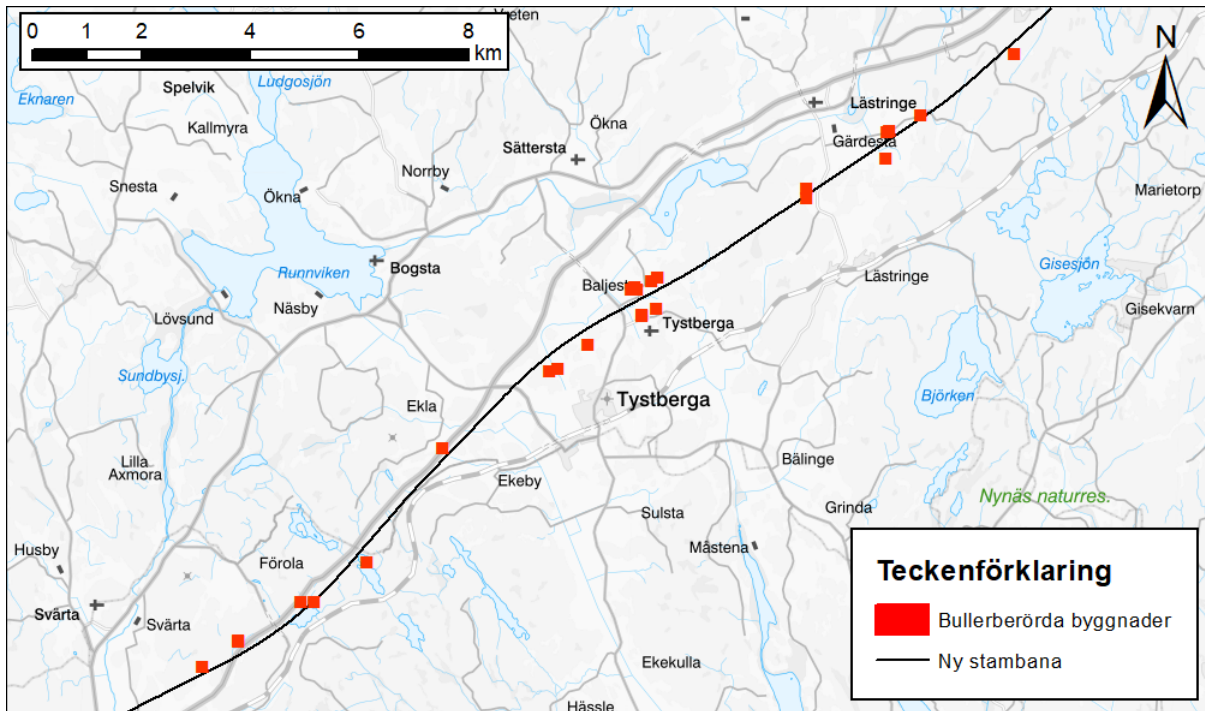 0 1 2 4 6 8
km
Spelvik
Eknaren
Kallmyra
Ludgosjön
Ökna
Sättersta
Norrby
Snesta
Ökna
Lästringe
Gärdesta
N
Marietorp
Runnviken
Bogsta
Näsby
Lövsund
Sundbysj.
Tystberga
Lästringe
Gisesjön
Gisekvarn
Björken
Tystberga
Ekla
Lilla
Axmora
Ekeby
Bälinge
Grinda
Nynäs naturres.
Sulsta
Måstena
Husby
Förola
Svärta
Svärta
Ekekulla
Hässle
Teckenförklaring
Bullerberörda byggnader
Ny stambana